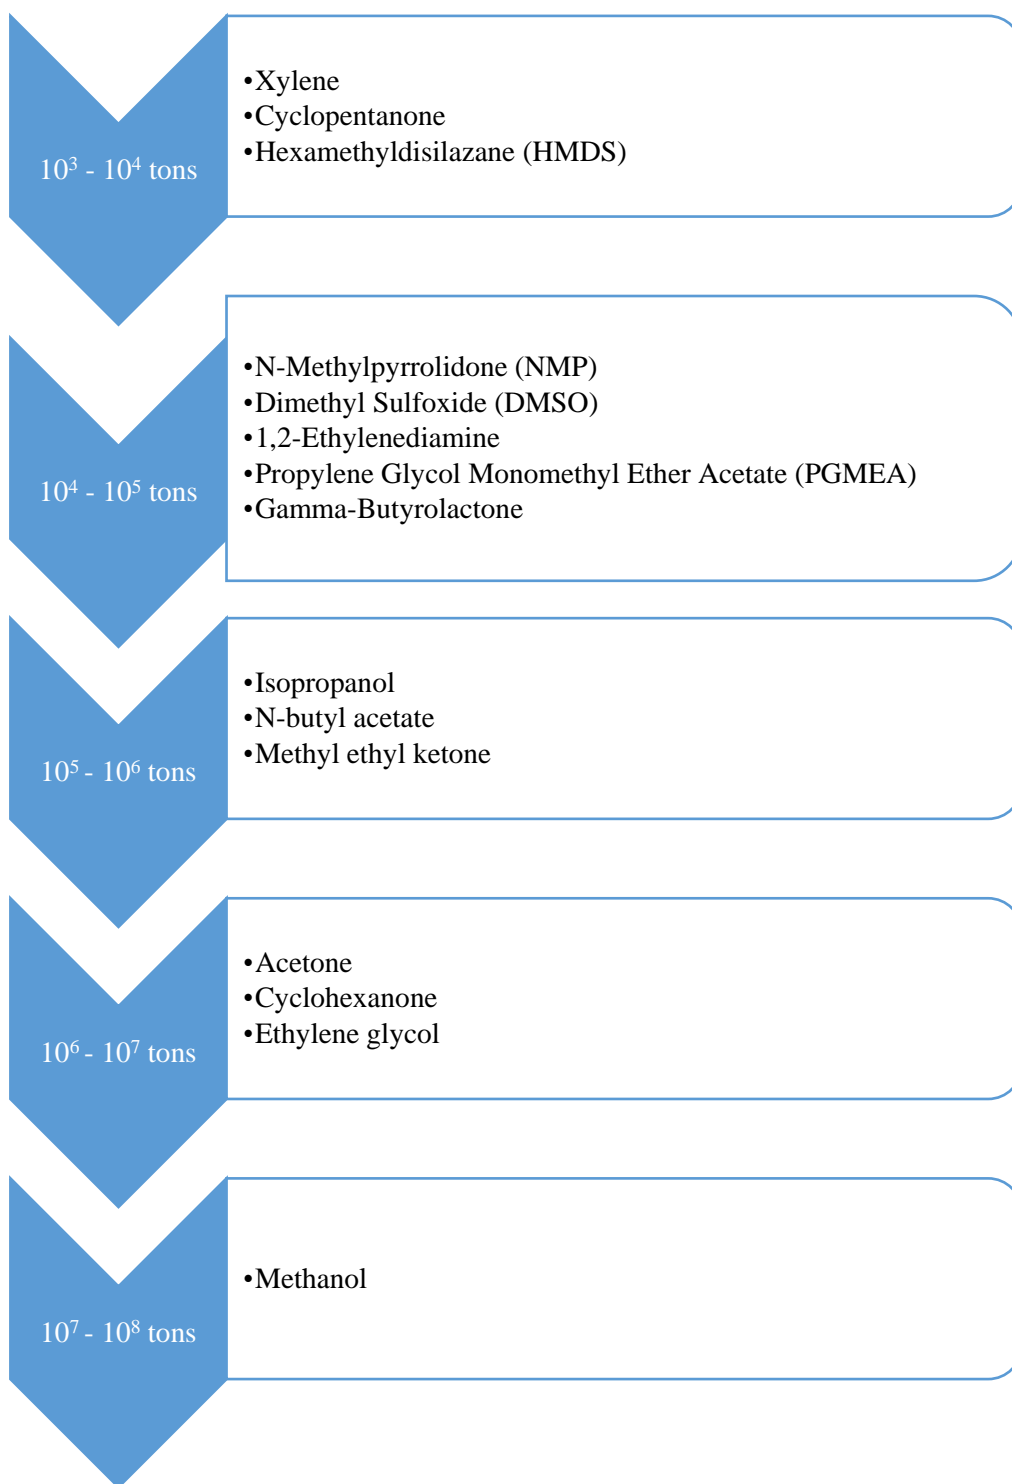 10³ - 10⁴ tons
•Xylene
•Cyclopentanone
•Hexamethyldisilazane (HMDS)
10⁴ - 10⁵ tons
•N-Methylpyrrolidone (NMP)
•Dimethyl Sulfoxide (DMSO)
•1,2-Ethylenediamine
•Propylene Glycol Monomethyl Ether Acetate (PGMEA)
•Gamma-Butyrolactone
10⁵ - 10⁶ tons
•Isopropanol
•N-butyl acetate
•Methyl ethyl ketone
10⁶ - 10⁷ tons
•Acetone
•Cyclohexanone
•Ethylene glycol
10⁷ - 10⁸ tons
•Methanol